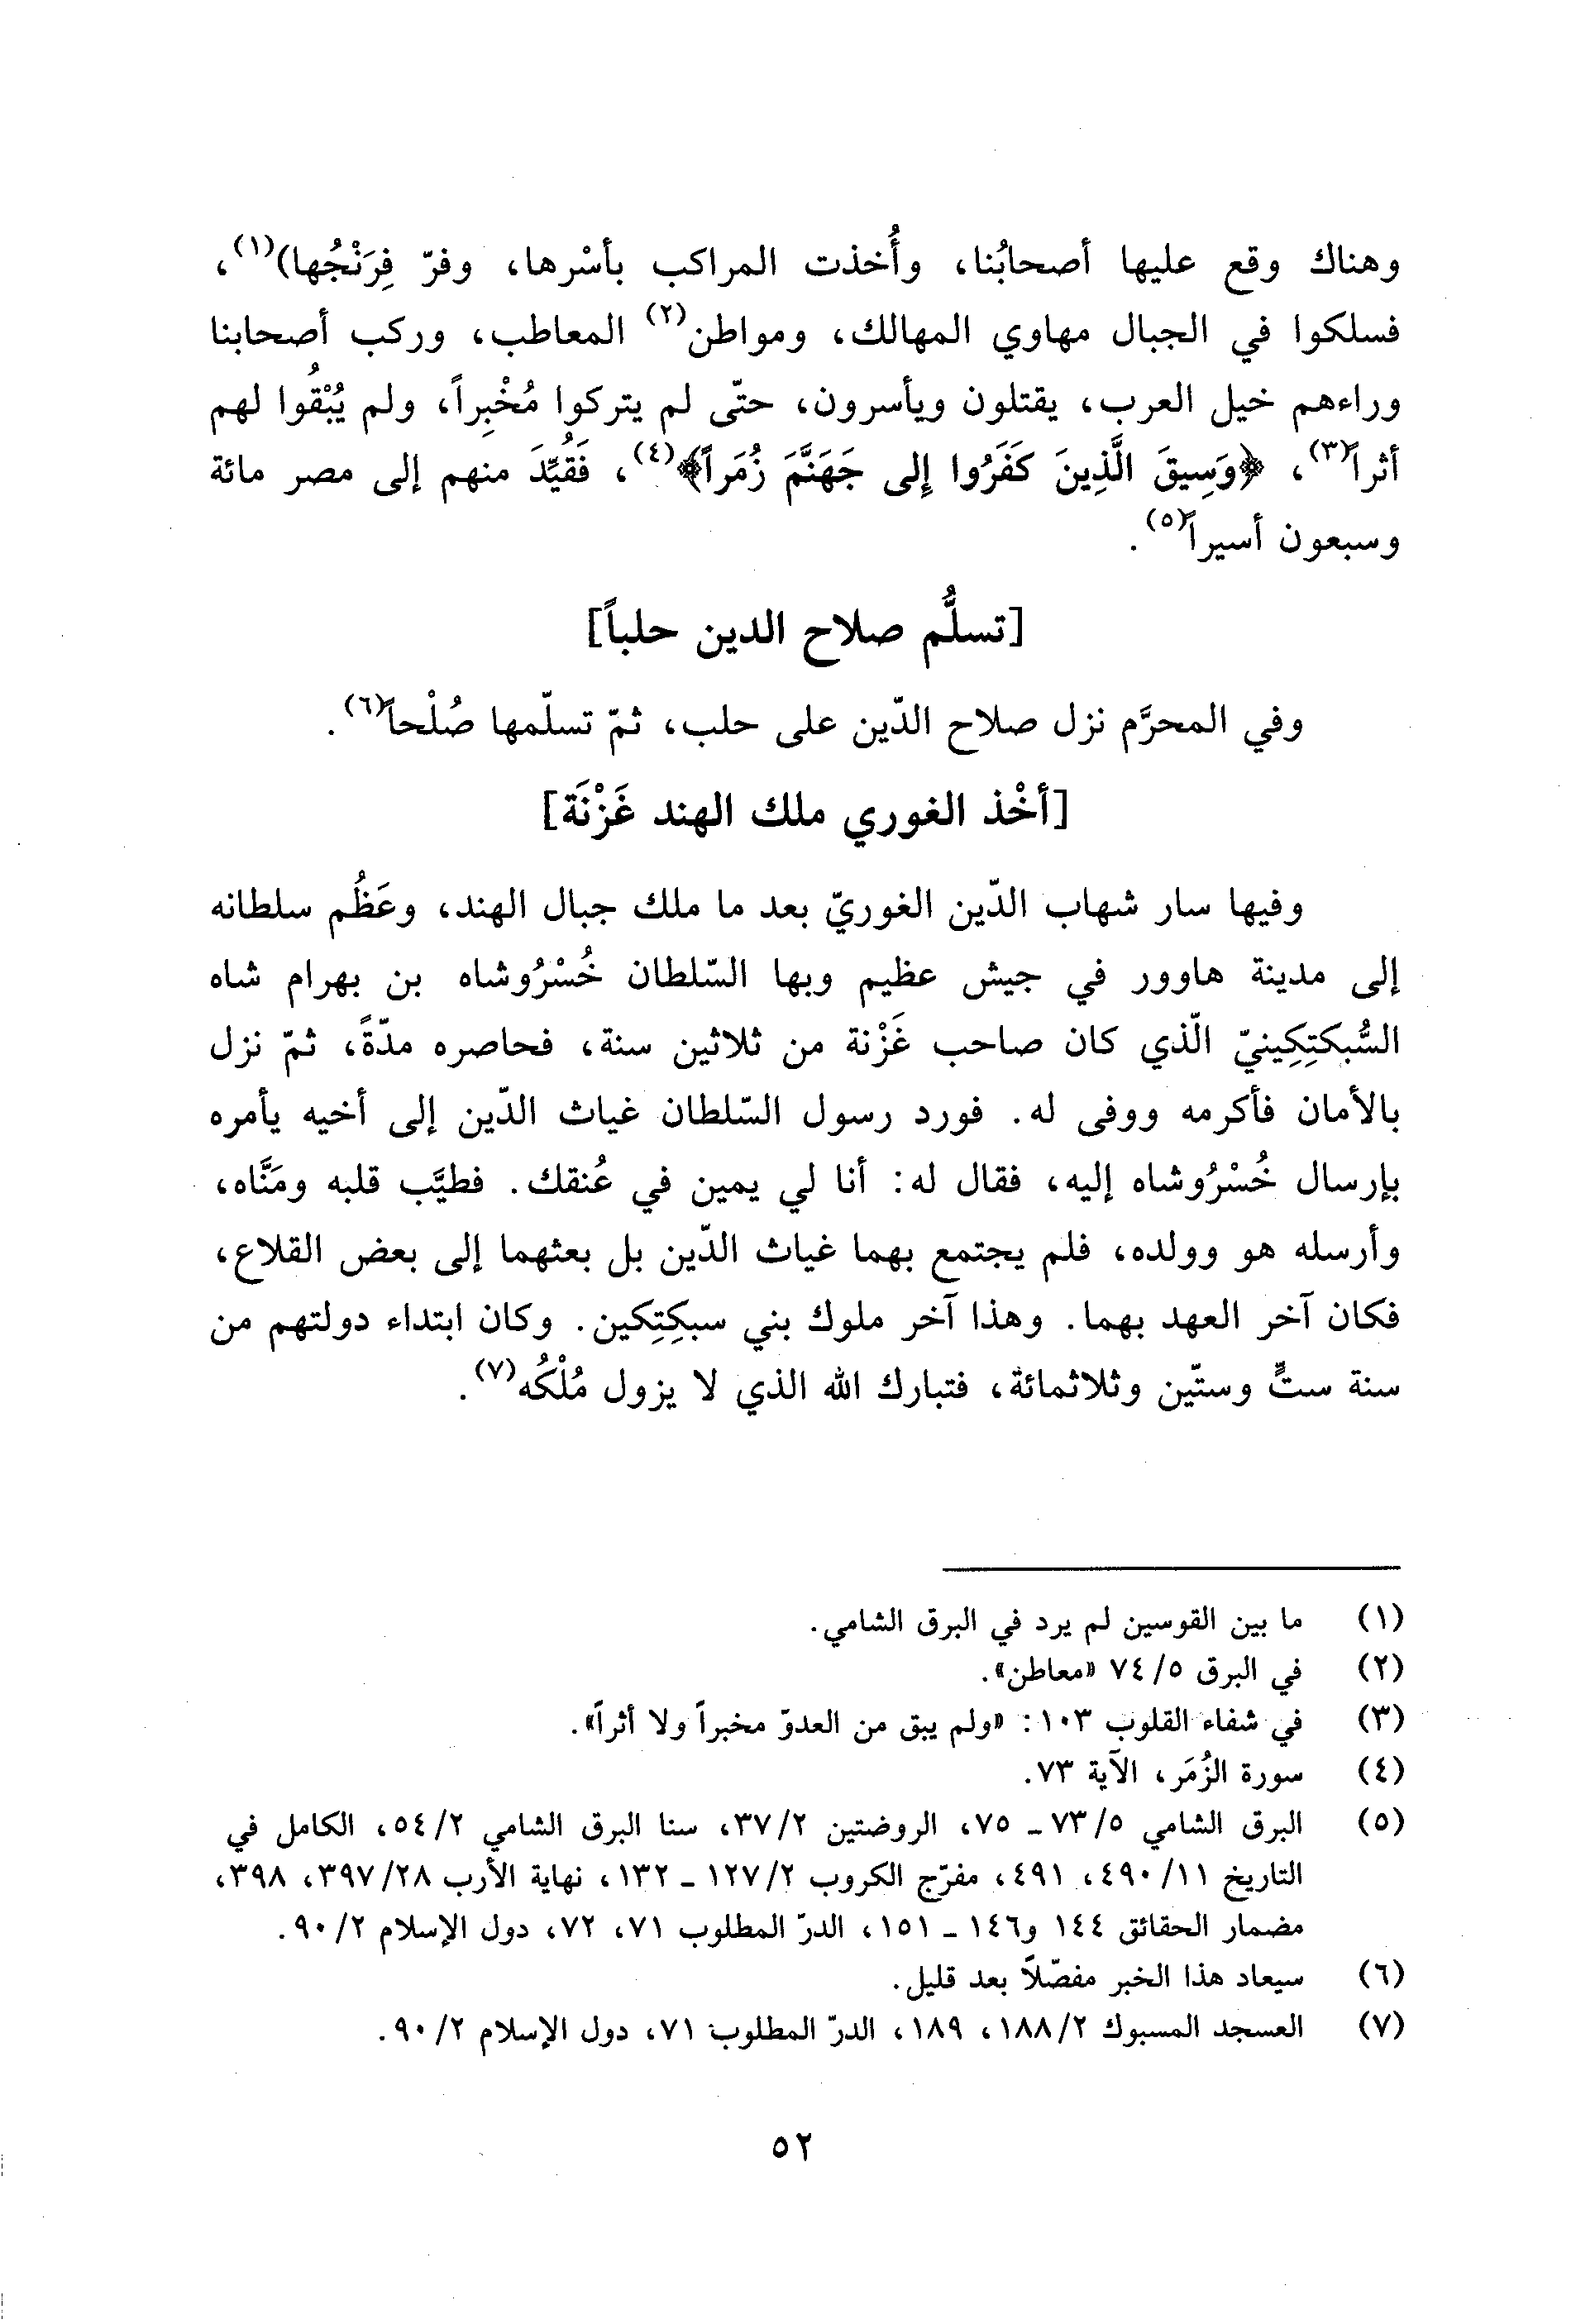 وهناك وقع عليها أصحابُنا، وأُخذت المراكب بأسْرها، وفرّ فِرَنْجُها)(١)،
فسلكوا في الجبال مهاوي المهالك، ومواطن(٢) المعاطب، وركب أصحابنا
وراءهم خيل العرب، يقتلون ويأسرون، حتّى لم يتركوا مُخْبِراً، ولم يُبْقُوا لهم
أثراً(٣)، ﴿وَسِيقَ الَّذِينَ كَفَرُوا إِلى جَهَنَّمَ زُمَراً﴾(٤)، فَقُيِّدَ منهم إلى مصر مائة
وسبعون أسيراً(٥).
[تسلُّم صلاح الدين حلباً]
وفي المحرَّم نزل صلاح الدّين على حلب، ثمّ تسلّمها صُلْحاً(٦).
[أخْذ الغوري ملك الهند غَزْنَة]
وفيها سار شهاب الدّين الغوريّ بعد ما ملك جبال الهند، وعَظُم سلطانه
إلى مدينة هاوور في جيش عظيم وبها السّلطان خُسْرُوشاه بن بهرام شاه
السُّبكتِكِينيّ الّذي كان صاحب غَزْنة من ثلاثين سنة، فحاصره مدّةً، ثمّ نزل
بالأمان فأكرمه ووفى له. فورد رسول السّلطان غياث الدّين إلى أخيه يأمره
بإرسال خُسْرُوشاه إليه، فقال له: أنا لي يمين في عُنقك. فطيَّب قلبه ومَنَّاه،
وأرسله هو وولده، فلم يجتمع بهما غياث الدّين بل بعثهما إلى بعض القلاع،
فكان آخر العهد بهما. وهذا آخر ملوك بني سبكِتِكين. وكان ابتداء دولتهم من
سنة ستٍّ وستّين وثلاثمائة، فتبارك الله الذي لا يزول مُلْكُه(٧).
(١) ما بين القوسين لم يرد في البرق الشامي.
(٢) في البرق ٥/ ٧٤ «معاطن».
(٣) في شفاء القلوب ١٠٣: «ولم يبق من العدوّ مخبراً ولا أثراً».
(٤) سورة الزُمَر، الآية ٧٣.
(٥) البرق الشامي ٥/ ٧٣ ـ ٧٥، الروضتين ٢/ ٣٧، سنا البرق الشامي ٢/ ٥٤، الكامل في
التاريخ ١١/ ٤٩٠، ٤٩١، مفرّج الكروب ٢/ ١٢٧ ـ ١٣٢، نهاية الأرب ٢٨/ ٣٩٧، ٣٩٨،
مضمار الحقائق ١٤٤ و١٤٦ ـ ١٥١، الدرّ المطلوب ٧١، ٧٢، دول الإسلام ٢/ ٩٠.
(٦) سيعاد هذا الخبر مفصّلاً بعد قليل.
(٧) العسجد المسبوك ٢/ ١٨٨، ١٨٩، الدرّ المطلوب ٧١، دول الإسلام ٢/ ٩٠.
٥٢